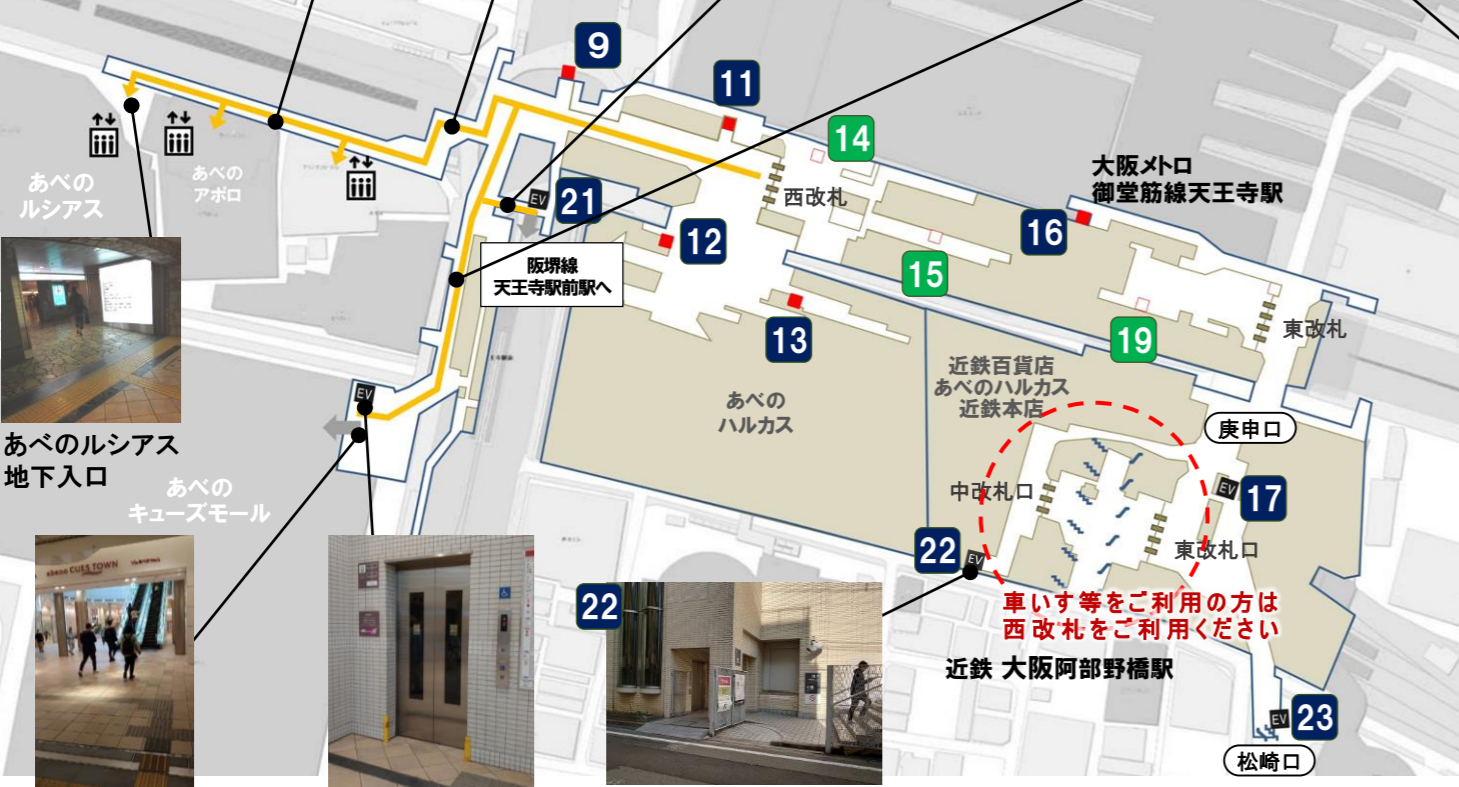 9
11
14
大阪メトロ
御堂筋線天王寺駅
あべの
ルシアス
あべの
アポロ
EV
21
西改札
12
16
阪堺線
天王寺駅前駅へ
15
13
19
東改札
近鉄百貨店
あべのハルカス
近鉄本店
あべの
ハルカス
EV
庚申口
あべのルシアス
地下入口
あべの
キューズモール
中改札口
EV
17
東改札口
22
EV
abeno CUES TOWN
22
車いす等をご利用の方は
西改札をご利用ください
近鉄 大阪阿部野橋駅
EV
23
松崎口